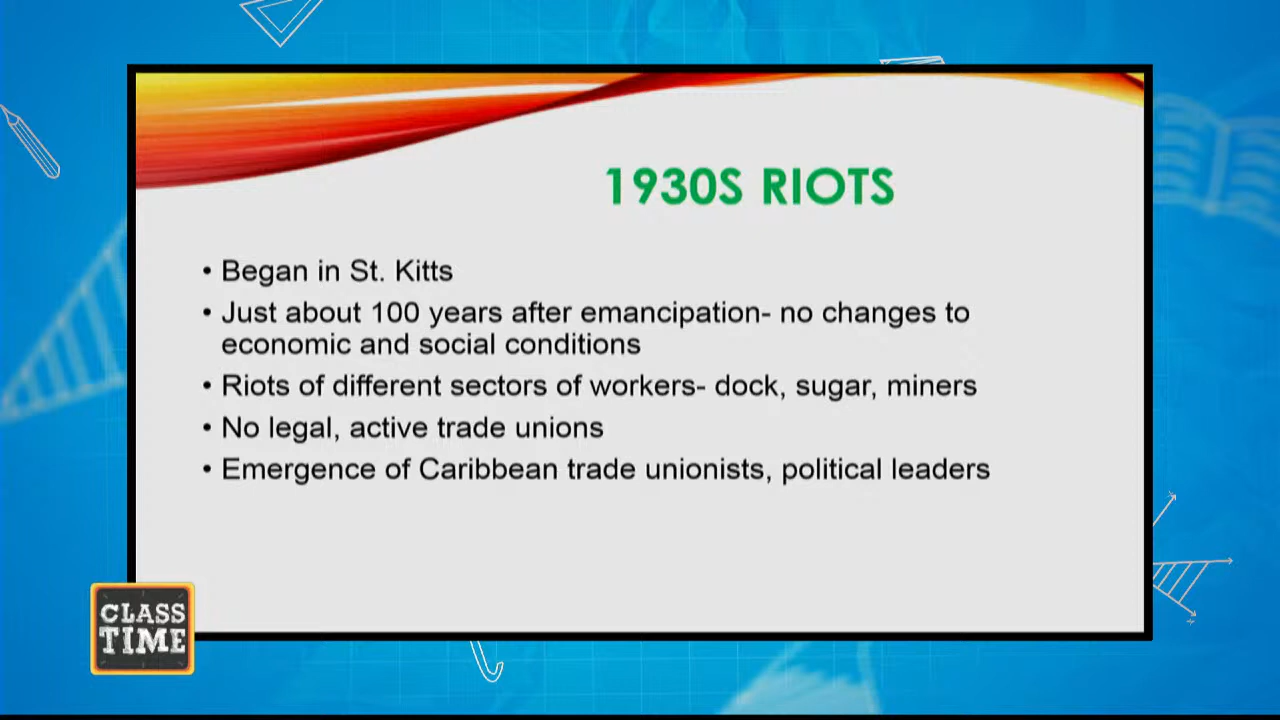 1930S RIOTS
• Began in St. Kitts
• Just about 100 years after emancipation- no changes to
economic and social conditions
• Riots of different sectors of workers- dock, sugar, miners
• No legal, active trade unions
• Emergence of Caribbean trade unionists, political leaders
CLASS
TIME